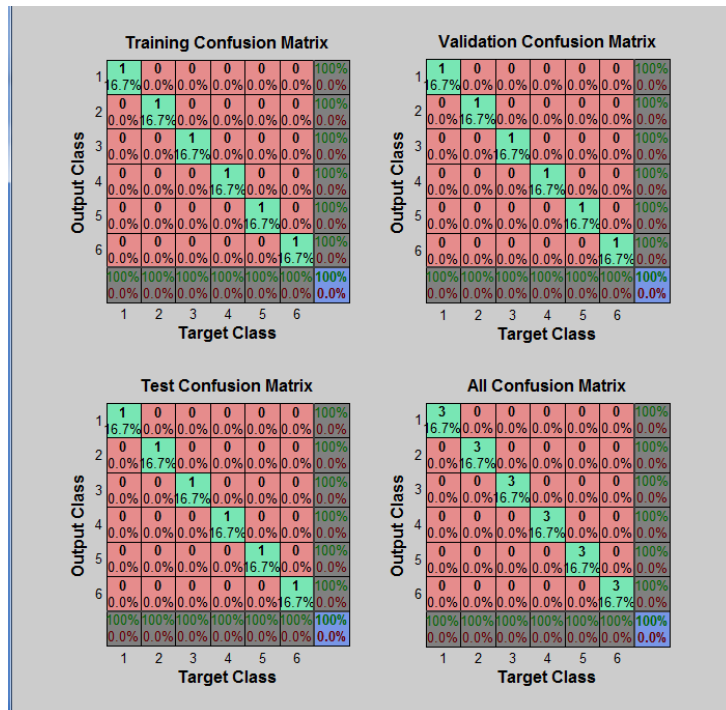 Training Confusion Matrix
Output Class
1 1 0 0 0 0 0 100%
16.7% 0.0% 0.0% 0.0% 0.0% 0.0% 0.0%
2 0 1 0 0 0 0 100%
0.0% 16.7% 0.0% 0.0% 0.0% 0.0% 0.0%
3 0 0 1 0 0 0 100%
0.0% 0.0% 16.7% 0.0% 0.0% 0.0% 0.0%
4 0 0 0 1 0 0 100%
0.0% 0.0% 0.0% 16.7% 0.0% 0.0% 0.0%
5 0 0 0 0 1 0 100%
0.0% 0.0% 0.0% 0.0% 16.7% 0.0% 0.0%
6 0 0 0 0 0 1 100%
0.0% 0.0% 0.0% 0.0% 0.0% 16.7% 0.0%
100% 100% 100% 100% 100% 100% 100%
0.0% 0.0% 0.0% 0.0% 0.0% 0.0% 0.0%
1 2 3 4 5 6
Target Class
Validation Confusion Matrix
Output Class
1 1 0 0 0 0 0 100%
16.7% 0.0% 0.0% 0.0% 0.0% 0.0% 0.0%
2 0 1 0 0 0 0 100%
0.0% 16.7% 0.0% 0.0% 0.0% 0.0% 0.0%
3 0 0 1 0 0 0 100%
0.0% 0.0% 16.7% 0.0% 0.0% 0.0% 0.0%
4 0 0 0 1 0 0 100%
0.0% 0.0% 0.0% 16.7% 0.0% 0.0% 0.0%
5 0 0 0 0 1 0 100%
0.0% 0.0% 0.0% 0.0% 16.7% 0.0% 0.0%
6 0 0 0 0 0 1 100%
0.0% 0.0% 0.0% 0.0% 0.0% 16.7% 0.0%
100% 100% 100% 100% 100% 100% 100%
0.0% 0.0% 0.0% 0.0% 0.0% 0.0% 0.0%
1 2 3 4 5 6
Target Class
Test Confusion Matrix
Output Class
1 1 0 0 0 0 0 100%
16.7% 0.0% 0.0% 0.0% 0.0% 0.0% 0.0%
2 0 1 0 0 0 0 100%
0.0% 16.7% 0.0% 0.0% 0.0% 0.0% 0.0%
3 0 0 1 0 0 0 100%
0.0% 0.0% 16.7% 0.0% 0.0% 0.0% 0.0%
4 0 0 0 1 0 0 100%
0.0% 0.0% 0.0% 16.7% 0.0% 0.0% 0.0%
5 0 0 0 0 1 0 100%
0.0% 0.0% 0.0% 0.0% 16.7% 0.0% 0.0%
6 0 0 0 0 0 1 100%
0.0% 0.0% 0.0% 0.0% 0.0% 16.7% 0.0%
100% 100% 100% 100% 100% 100% 100%
0.0% 0.0% 0.0% 0.0% 0.0% 0.0% 0.0%
1 2 3 4 5 6
Target Class
All Confusion Matrix
Output Class
1 3 0 0 0 0 0 100%
16.7% 0.0% 0.0% 0.0% 0.0% 0.0% 0.0%
2 0 3 0 0 0 0 100%
0.0% 16.7% 0.0% 0.0% 0.0% 0.0% 0.0%
3 0 0 3 0 0 0 100%
0.0% 0.0% 16.7% 0.0% 0.0% 0.0% 0.0%
4 0 0 0 3 0 0 100%
0.0% 0.0% 0.0% 16.7% 0.0% 0.0% 0.0%
5 0 0 0 0 3 0 100%
0.0% 0.0% 0.0% 0.0% 16.7% 0.0% 0.0%
6 0 0 0 0 0 3 100%
0.0% 0.0% 0.0% 0.0% 0.0% 16.7% 0.0%
100% 100% 100% 100% 100% 100% 100%
0.0% 0.0% 0.0% 0.0% 0.0% 0.0% 0.0%
1 2 3 4 5 6
Target Class